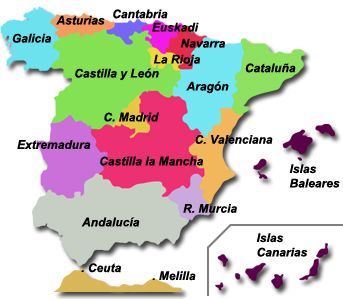 Cantabria
Asturias
Euskadi
Galicia
Navarra
La Rioja
Castilla y León
Cataluña
Aragón
C. Madrid
C. Valenciana
Extremadura
Castilla la Mancha
Islas
Baleares
R. Murcia
Andalucía
Islas
Canarias
. Ceuta
. Melilla